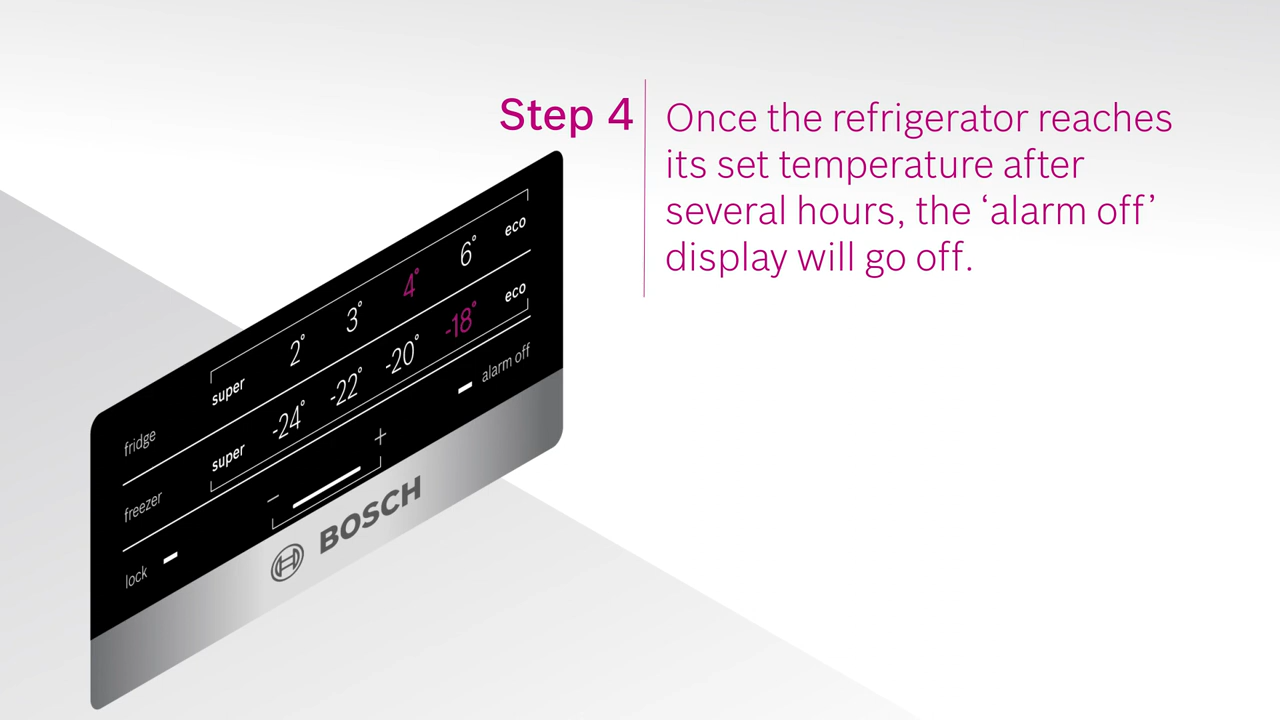 Step 4
Once the refrigerator reaches
its set temperature after
several hours, the ‘alarm off’
display will go off.
fridge super 2° 3° 4° 6° eco
freezer super -24° -22° -20° -18° eco
lock - + alarm off
BOSCH